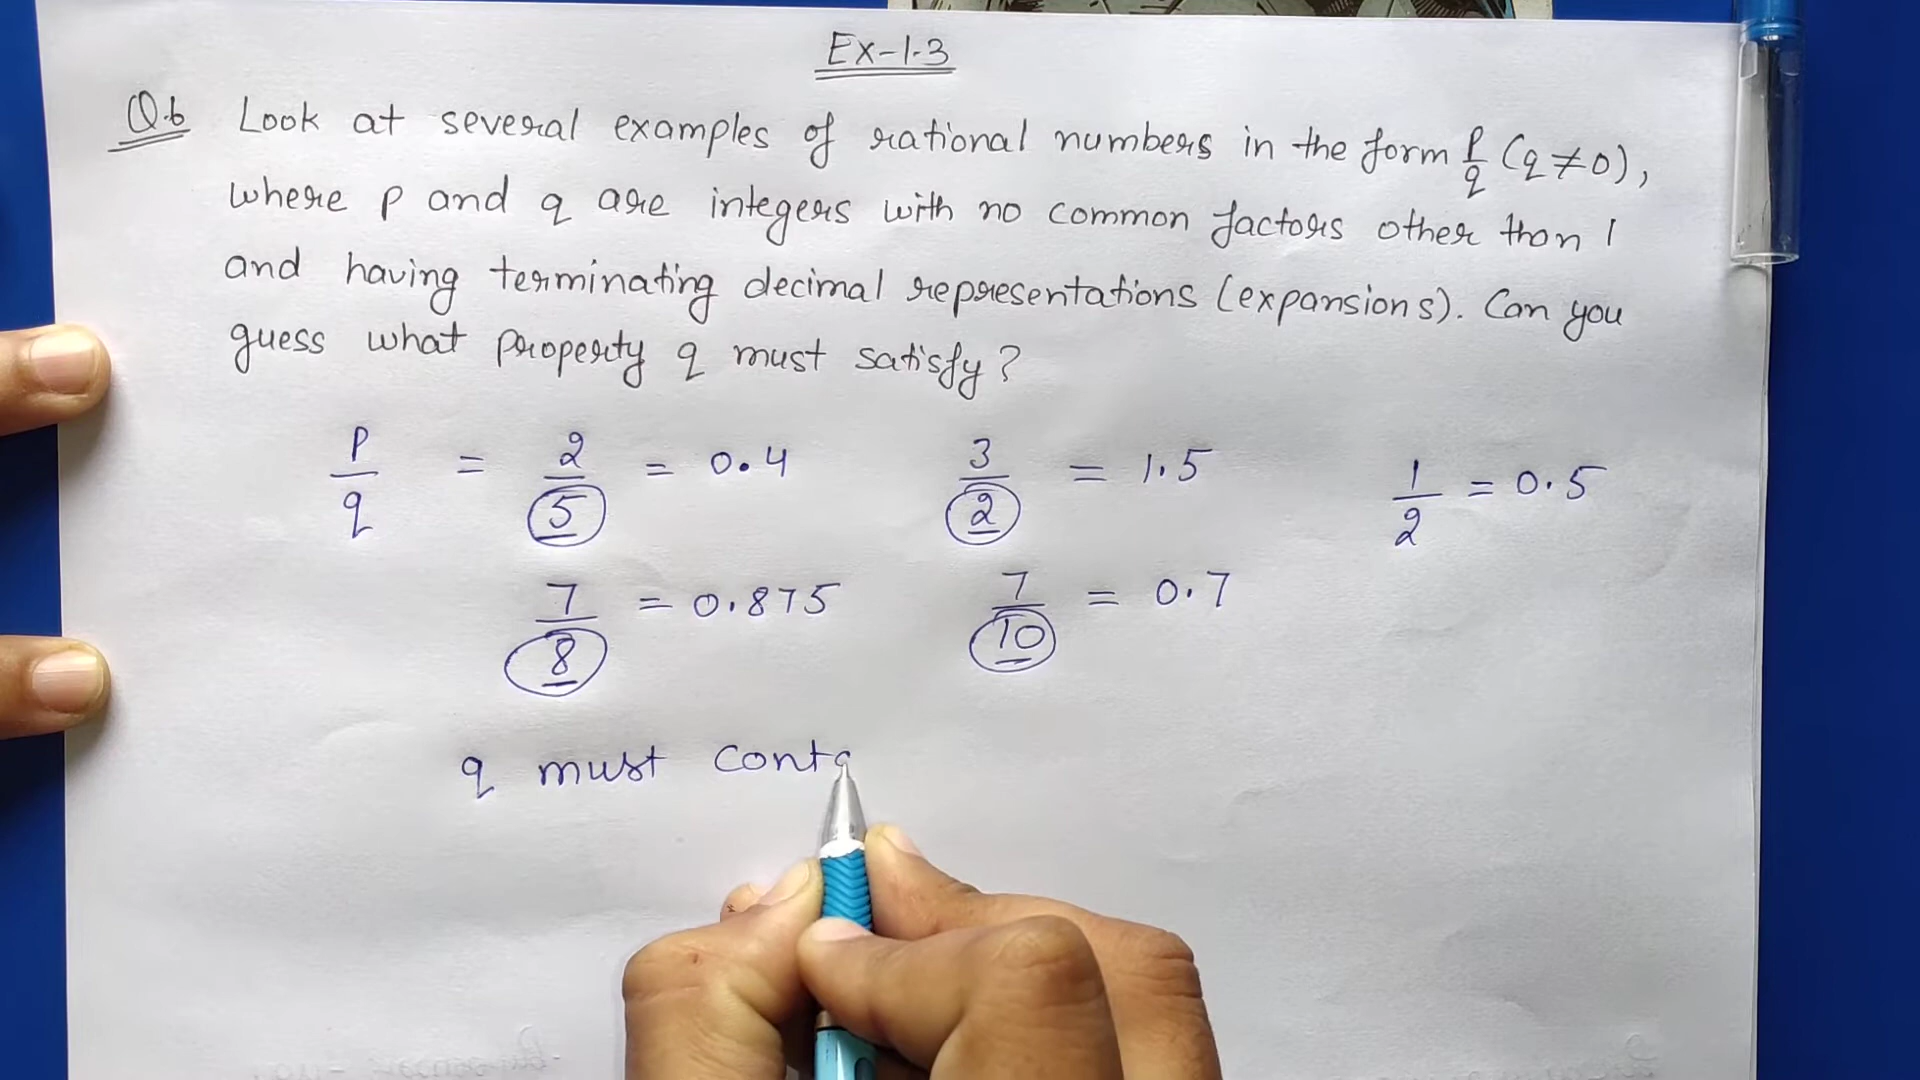 Ex-1.3
Q.6 Look at several examples of rational numbers in the form p/q (q≠0),
where p and q are integers with no common factors other than 1
and having terminating decimal representations (expansions). Can you
guess what property q must satisfy?
p/q = 2/5 = 0.4 3/2 = 1.5 1/2 = 0.5
7/8 = 0.875 7/10 = 0.7
q must conta